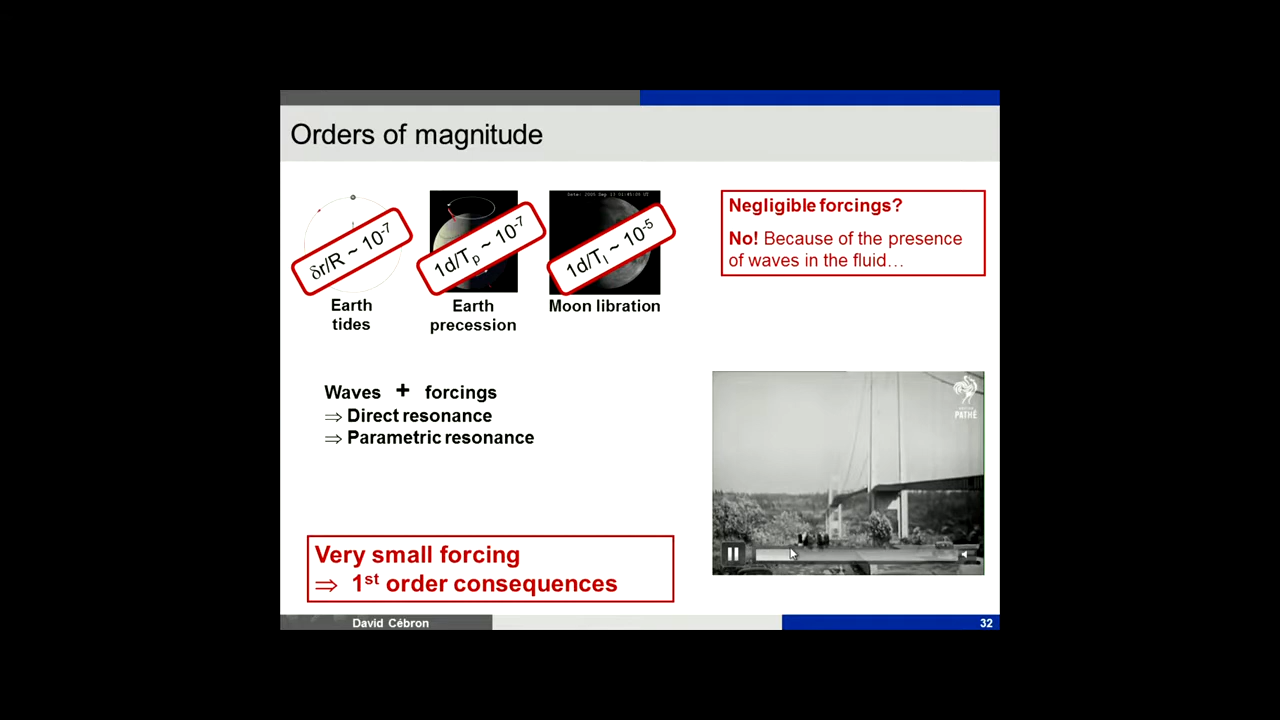 Orders of magnitude
δr/R ~ 10⁻⁷
1d/Tₚ ~ 10⁻⁷
1d/Tₗ ~ 10⁻⁵
Earth
tides
Earth
precession
Moon libration
Negligible forcings?
No! Because of the presence
of waves in the fluid…
Waves + forcings
⇒ Direct resonance
⇒ Parametric resonance
PATHÉ
Very small forcing
⇒ 1st order consequences
David Cébron
32